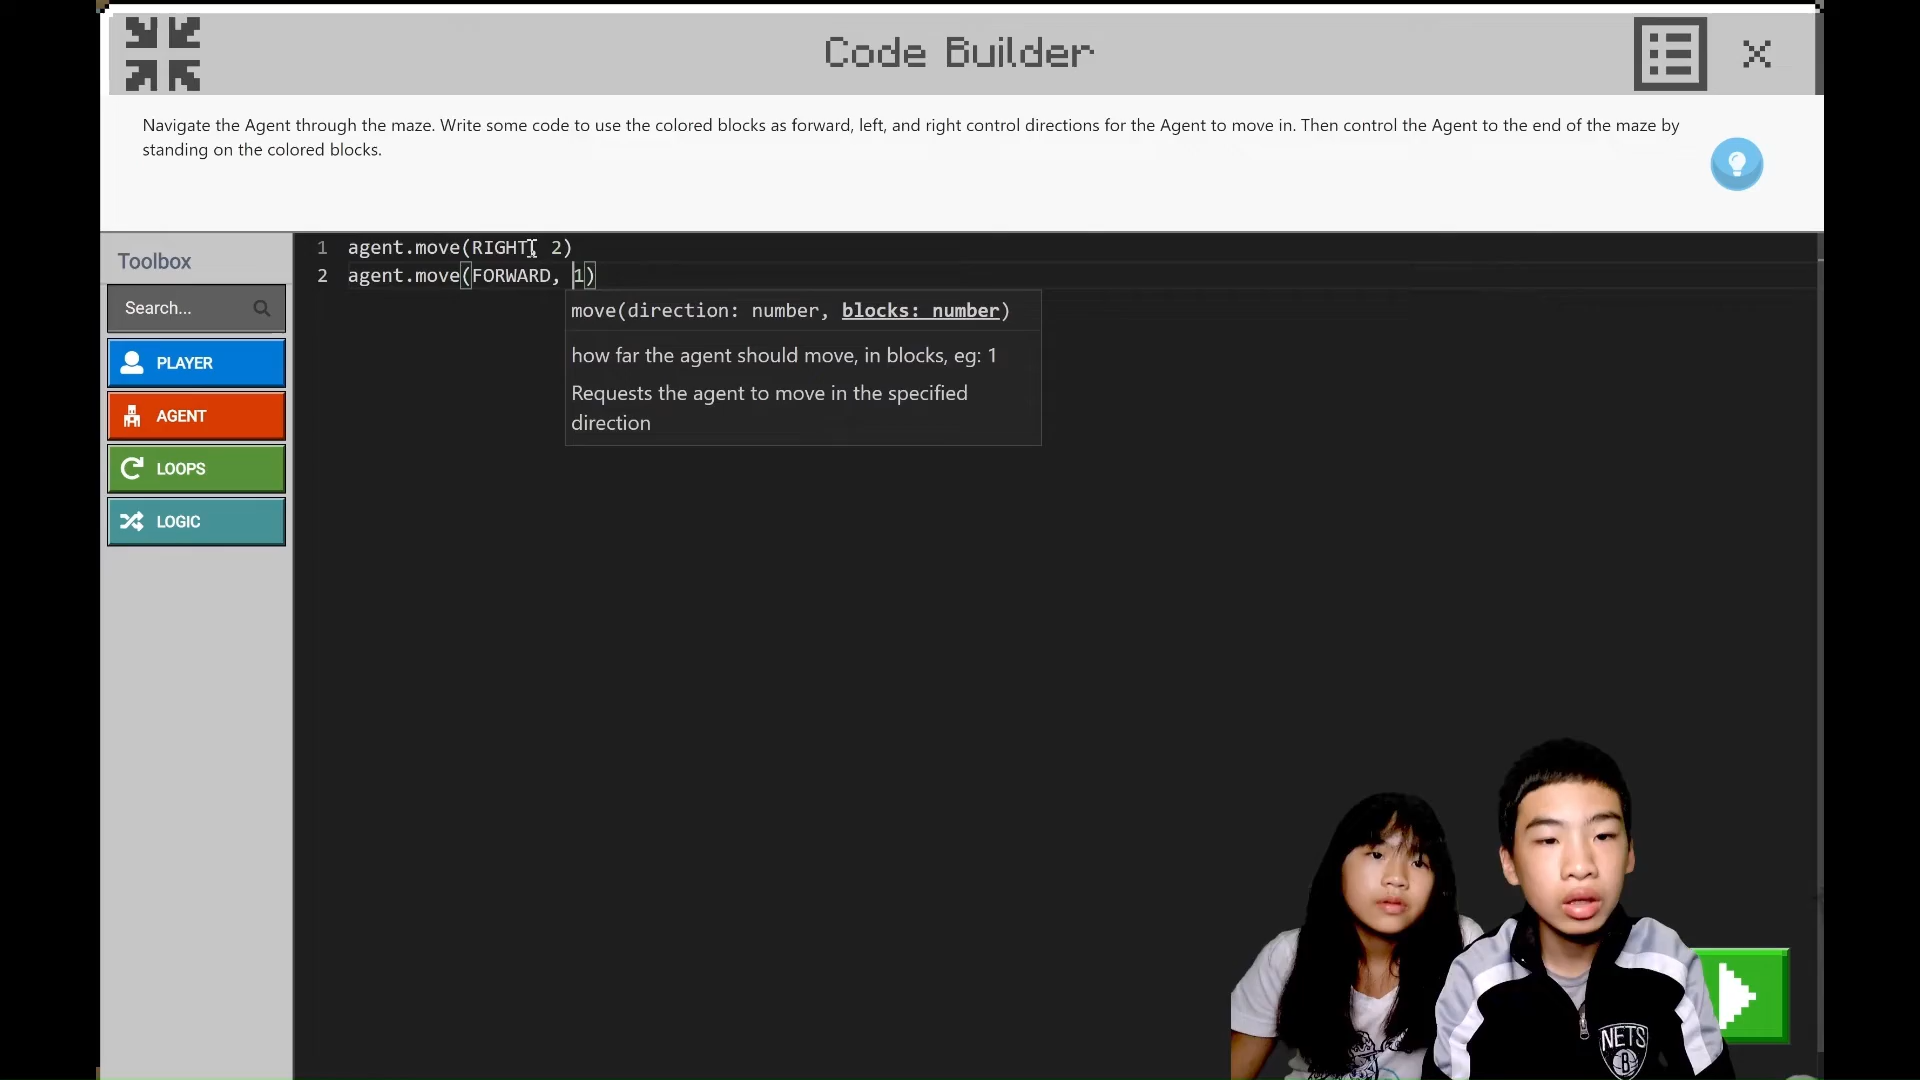 Code Builder
Navigate the Agent through the maze. Write some code to use the colored blocks as forward, left, and right control directions for the Agent to move in. Then control the Agent to the end of the maze by
standing on the colored blocks.
Toolbox
Search...
PLAYER
AGENT
LOOPS
LOGIC
1 agent.move(RIGHT, 2)
2 agent.move(FORWARD, 1)
move(direction: number, blocks: number)
how far the agent should move, in blocks, eg: 1
Requests the agent to move in the specified
direction
NETS
B